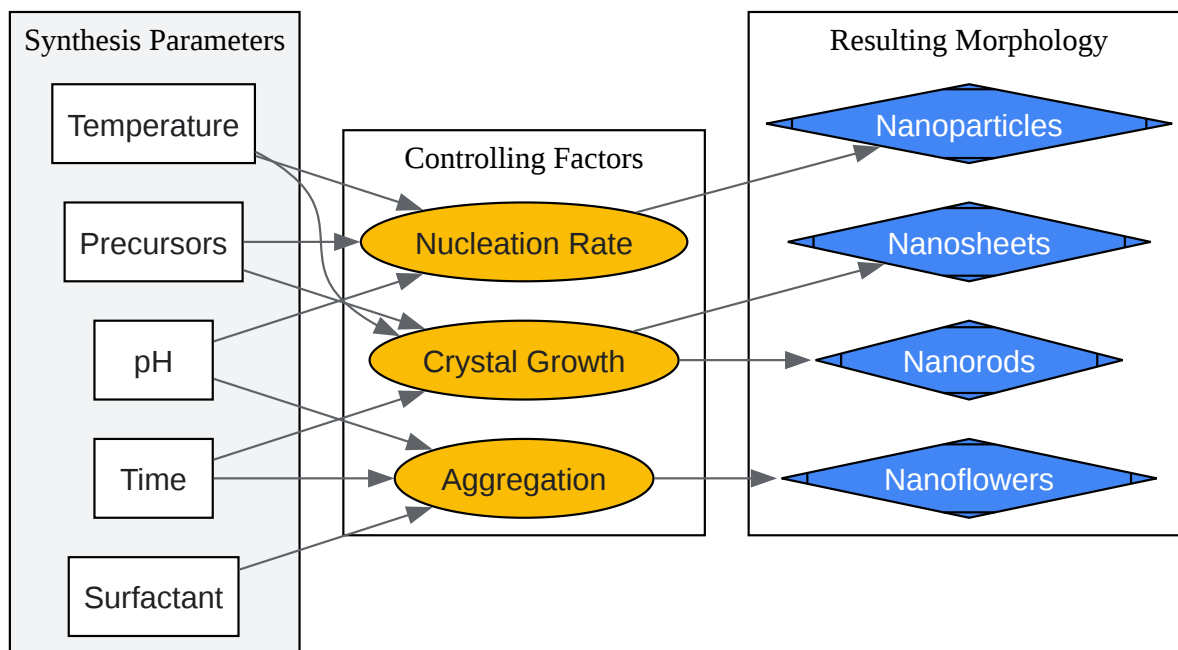 Synthesis Parameters
Temperature
Precursors
pH
Time
Surfactant
Controlling Factors
Nucleation Rate
Crystal Growth
Aggregation
Resulting Morphology
Nanoparticles
Nanosheets
Nanorods
Nanoflowers